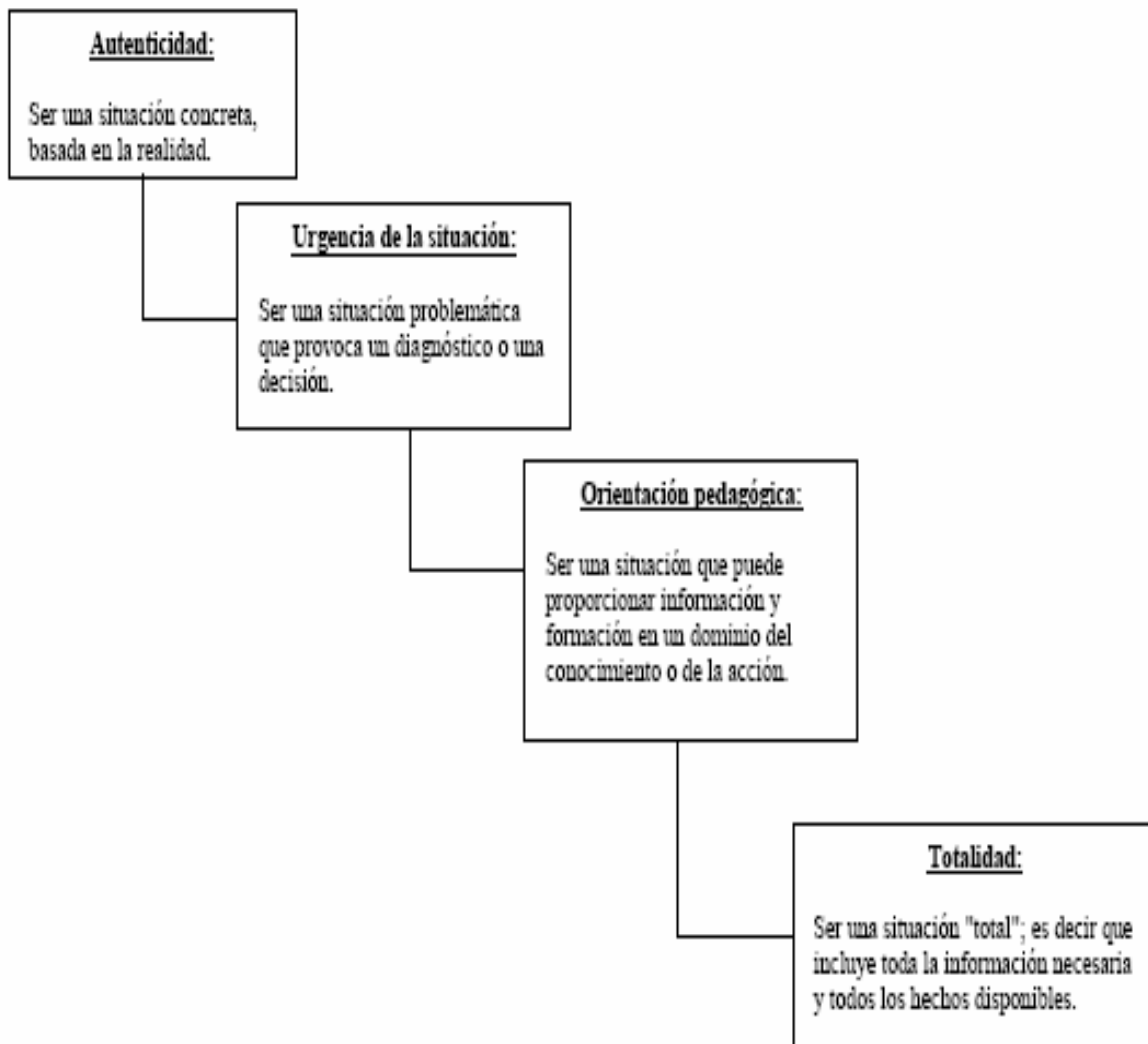 Autenticidad:
Ser una situación concreta,
basada en la realidad.
Urgencia de la situación:
Ser una situación problemática
que provoca un diagnóstico o una
decisión.
Orientación pedagógica:
Ser una situación que puede
proporcionar información y
formación en un dominio del
conocimiento o de la acción.
Totalidad:
Ser una situación "total"; es decir que
incluye toda la información necesaria
y todos los hechos disponibles.